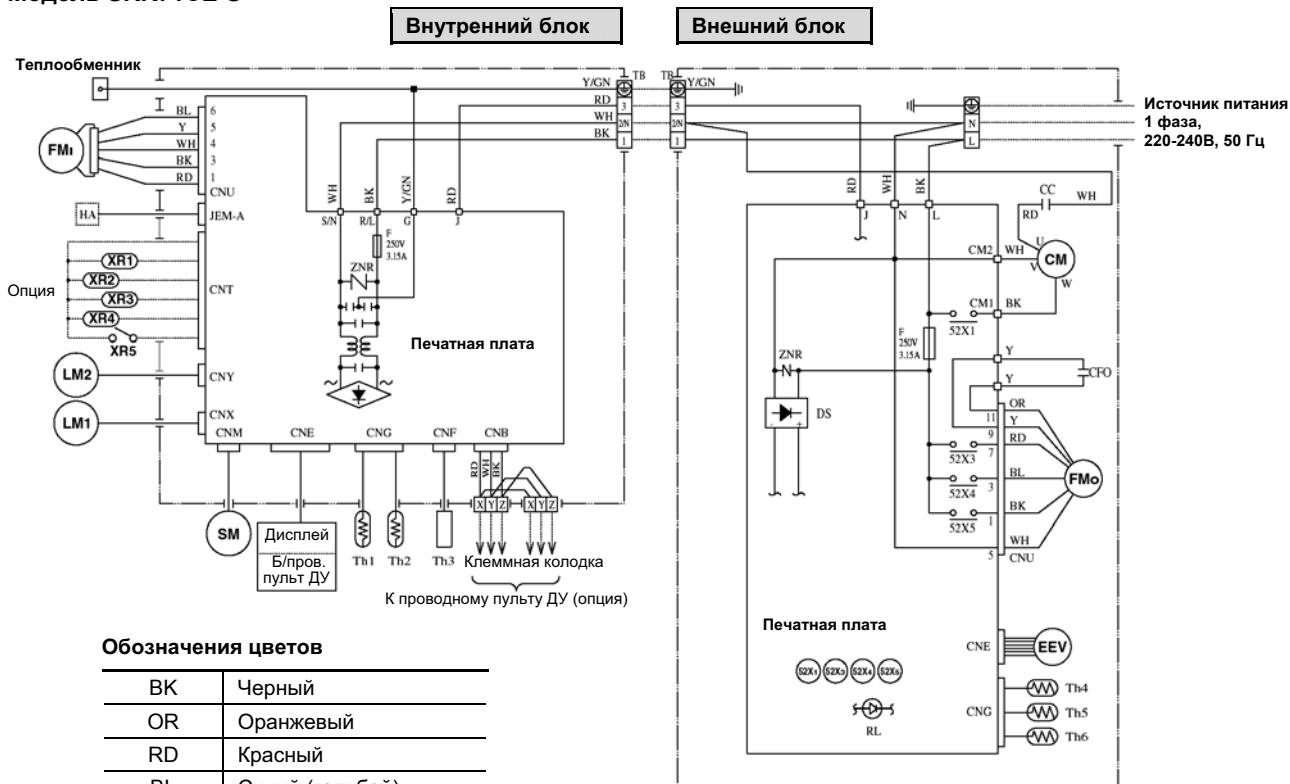 Внутренний блок
Внешний блок
Теплообменник
Y/GN
TB
TB
Y/GN
RD
3
3
WH
2/N
2/N
BK
1
1
N
L
Источник питания
1 фаза,
220-240В, 50 Гц
BL
6
Y
5
WH
4
BK
3
RD
1
CNU
FMI
HA
JEM-A
WH
BK
Y/GN
RD
S/N
R/L
G
J
F
250V
3.15A
ZNR
Опция
XR1
XR2
XR3
XR4
XR5
CNT
Печатная плата
LM2
CNY
LM1
CNX
CNM
CNE
CNG
CNF
CNB
RD
WH
BK
X Y Z
X Y Z
SM
Дисплей
Б/пров.
пульт ДУ
Th1
Th2
Th3
Клеммная колодка
К проводному пульту ДУ (опция)
RD
WH
BK
J
N
L
CC
WH
RD
U
CM2
WH
V
CM
W
CM1
BK
52X1
F
250V
3.15A
ZNR
DS
Y
Y
CFO
OR
11
Y
9
RD
7
52X3
BL
3
52X4
BK
1
52X5
WH
5
CNU
FMo
Печатная плата
52X1
52X3
52X4
52X5
RL
CNE
EEV
CNG
Th4
Th5
Th6
Обозначения цветов
BK Черный
OR Оранжевый
RD Красный